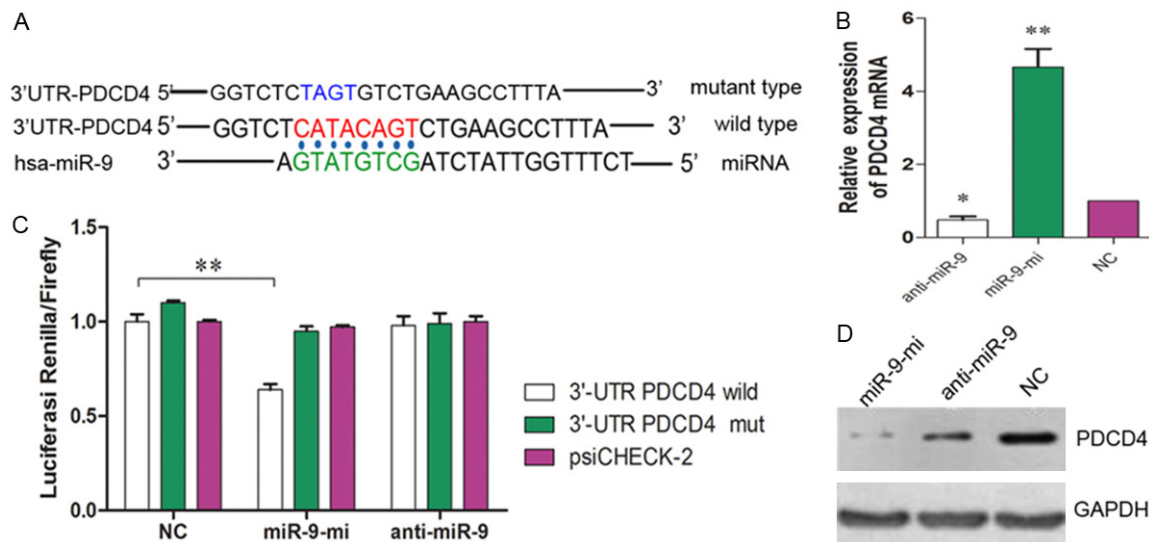 A
3'UTR-PDCD4 5' GGTCTCTAGTGTCTGAAGCCTTTA 3' mutant type
3'UTR-PDCD4 5' GGTCTCATACAGTCTGAAGCCTTTA wild type
hsa-miR-9 3' AGTATGTCGATCTATTGGTTTCT 5' miRNA
B
Relative expression
of PDCD4 mRNA
6
4
2
0
*
**
anti-miR-9
miR-9-mi
NC
C
Luciferasi Renilla/Firefly
1.5
1.0
0.5
0.0
**
NC
miR-9-mi
anti-miR-9
3'-UTR PDCD4 wild
3'-UTR PDCD4 mut
psiCHECK-2
D
miR-9-mi
anti-miR-9
NC
PDCD4
GAPDH